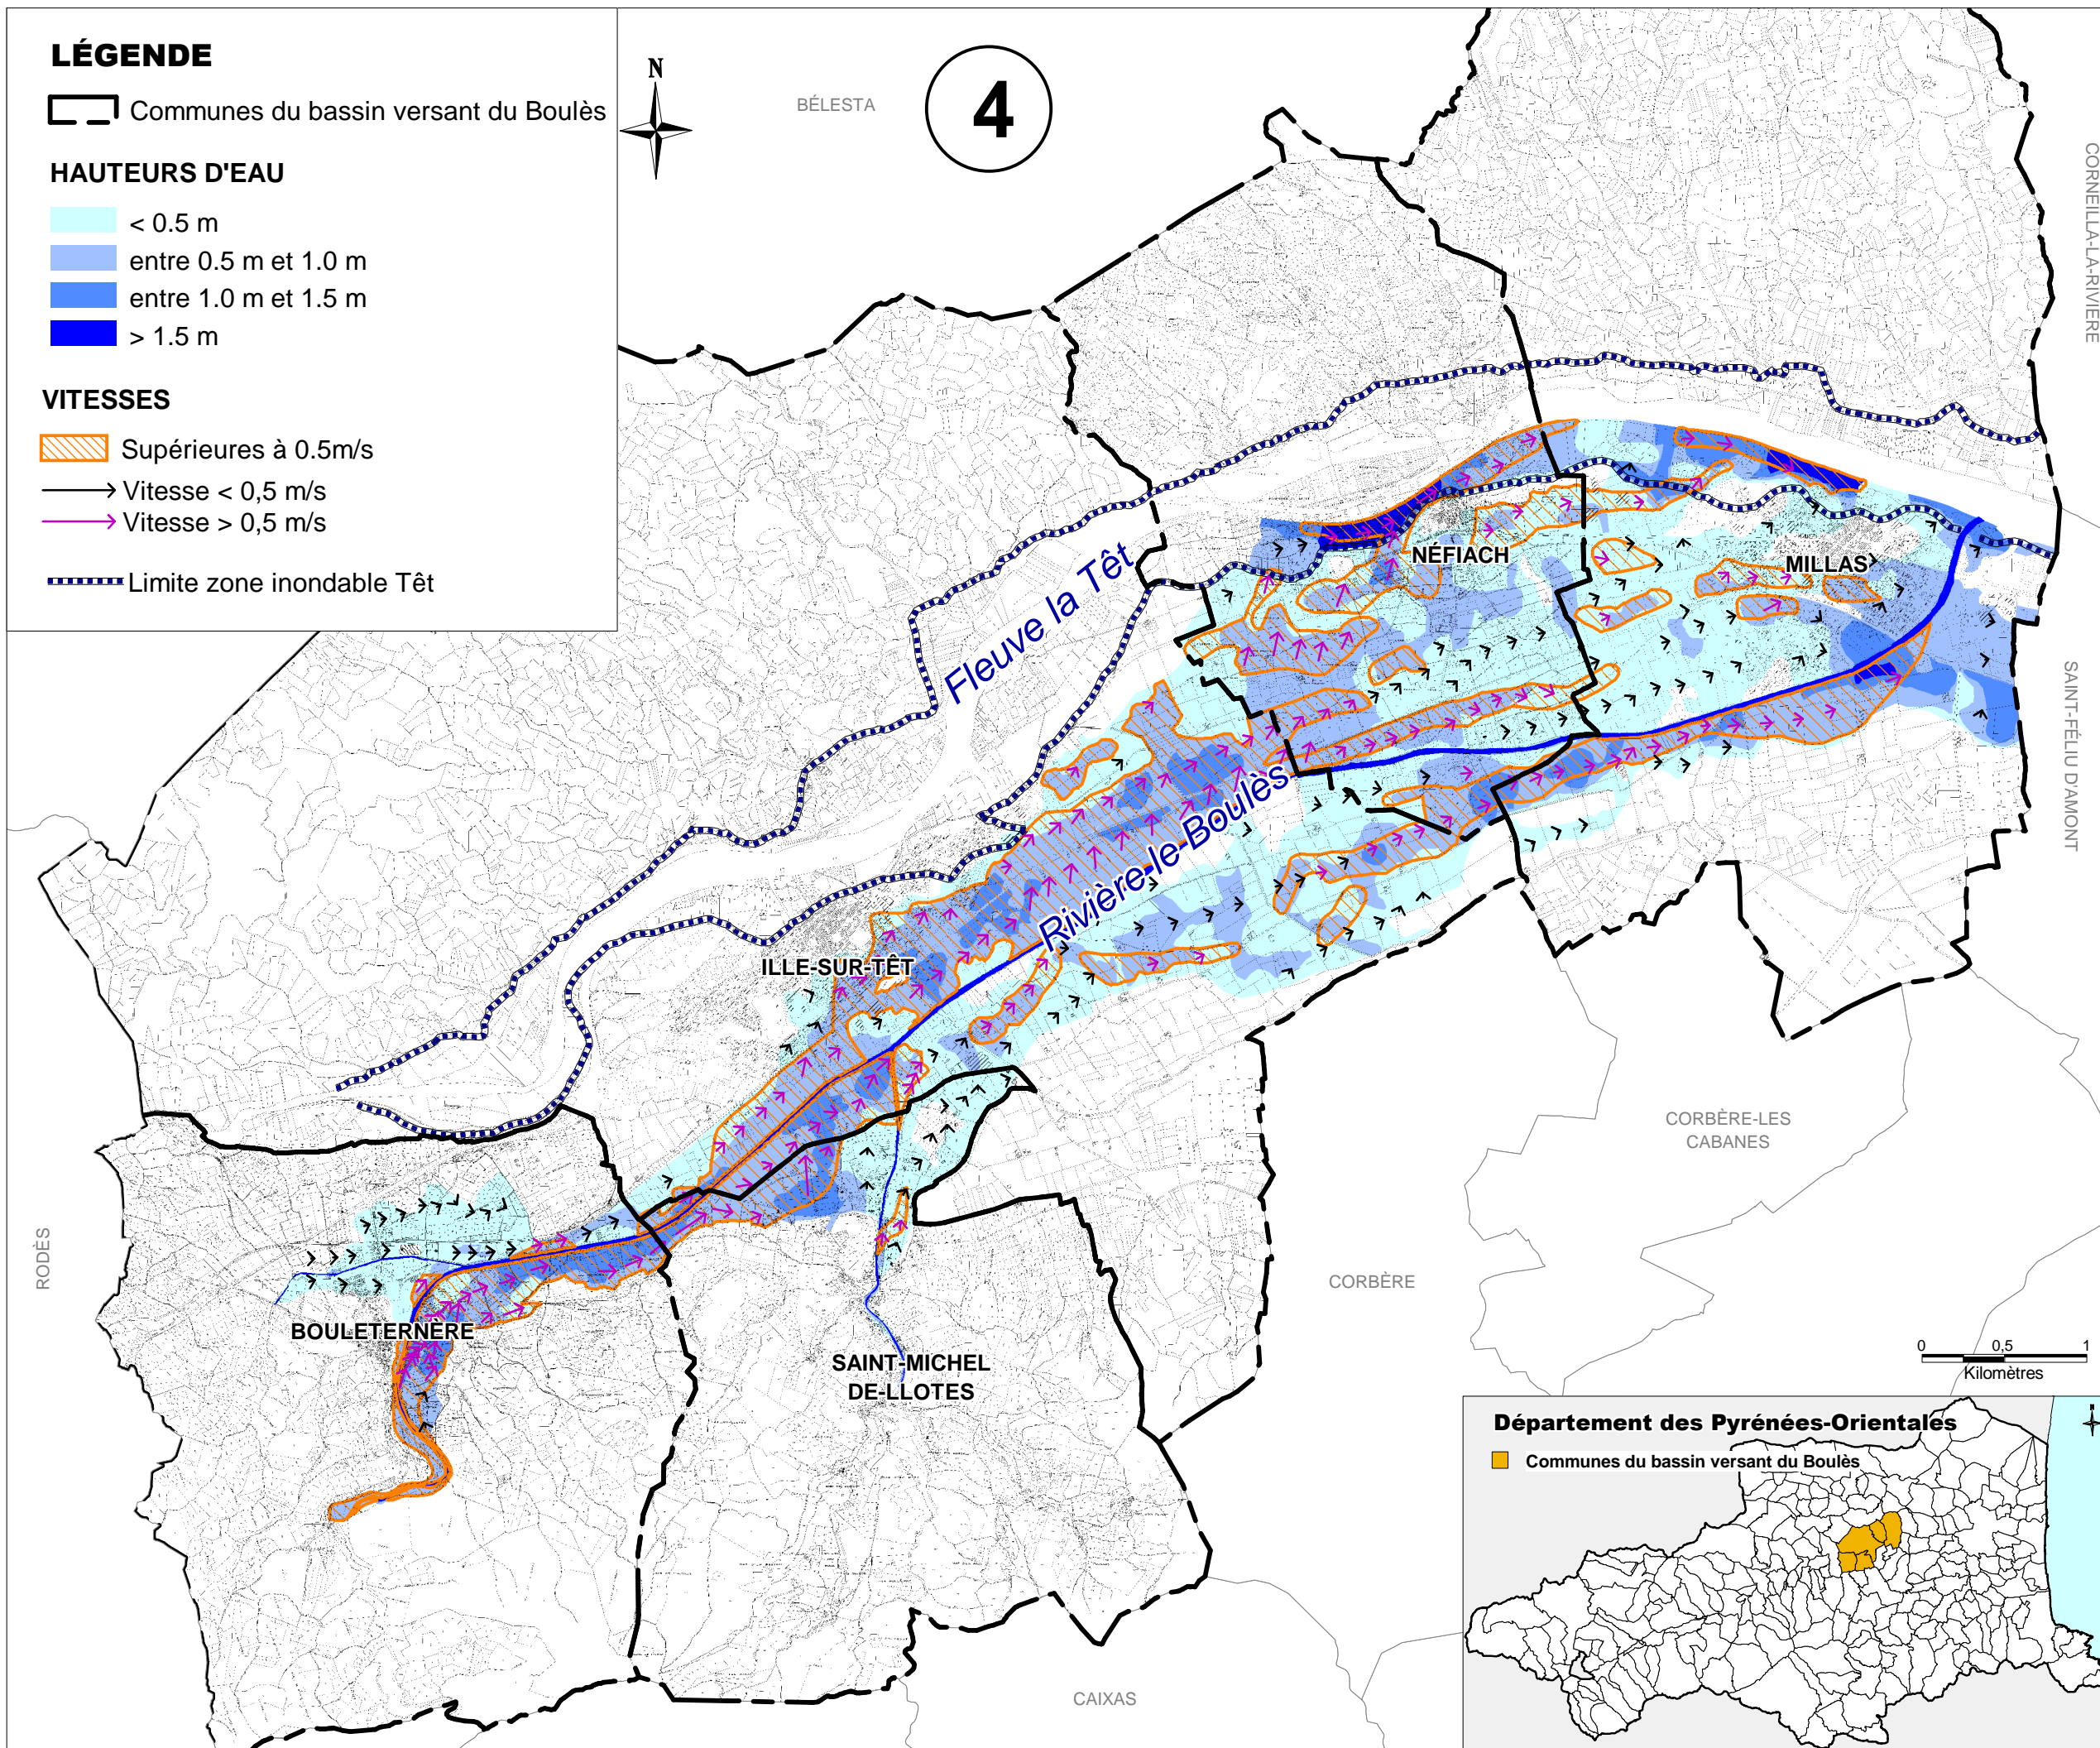 LÉGENDE
Communes du bassin versant du Boulès
HAUTEURS D'EAU
< 0.5 m
entre 0.5 m et 1.0 m
entre 1.0 m et 1.5 m
> 1.5 m
VITESSES
Supérieures à 0.5m/s
Vitesse < 0,5 m/s
Vitesse > 0,5 m/s
Limite zone inondable Têt
N
4
BÉLESTA
CORNEILLA-LA-RIVIERE
Fleuve la Têt
NÉFIACH
MILLAS
SAINT-FÉLIU D'AMONT
Rivière le Boulès
ILLE-SUR-TÊT
CORBÈRE-LES
CABANES
RODÈS
CORBÈRE
BOULETERNÈRE
SAINT-MICHEL
DE-LLOTES
CAIXAS
0 0,5 1
Kilomètres
Département des Pyrénées-Orientales
Communes du bassin versant du Boulès